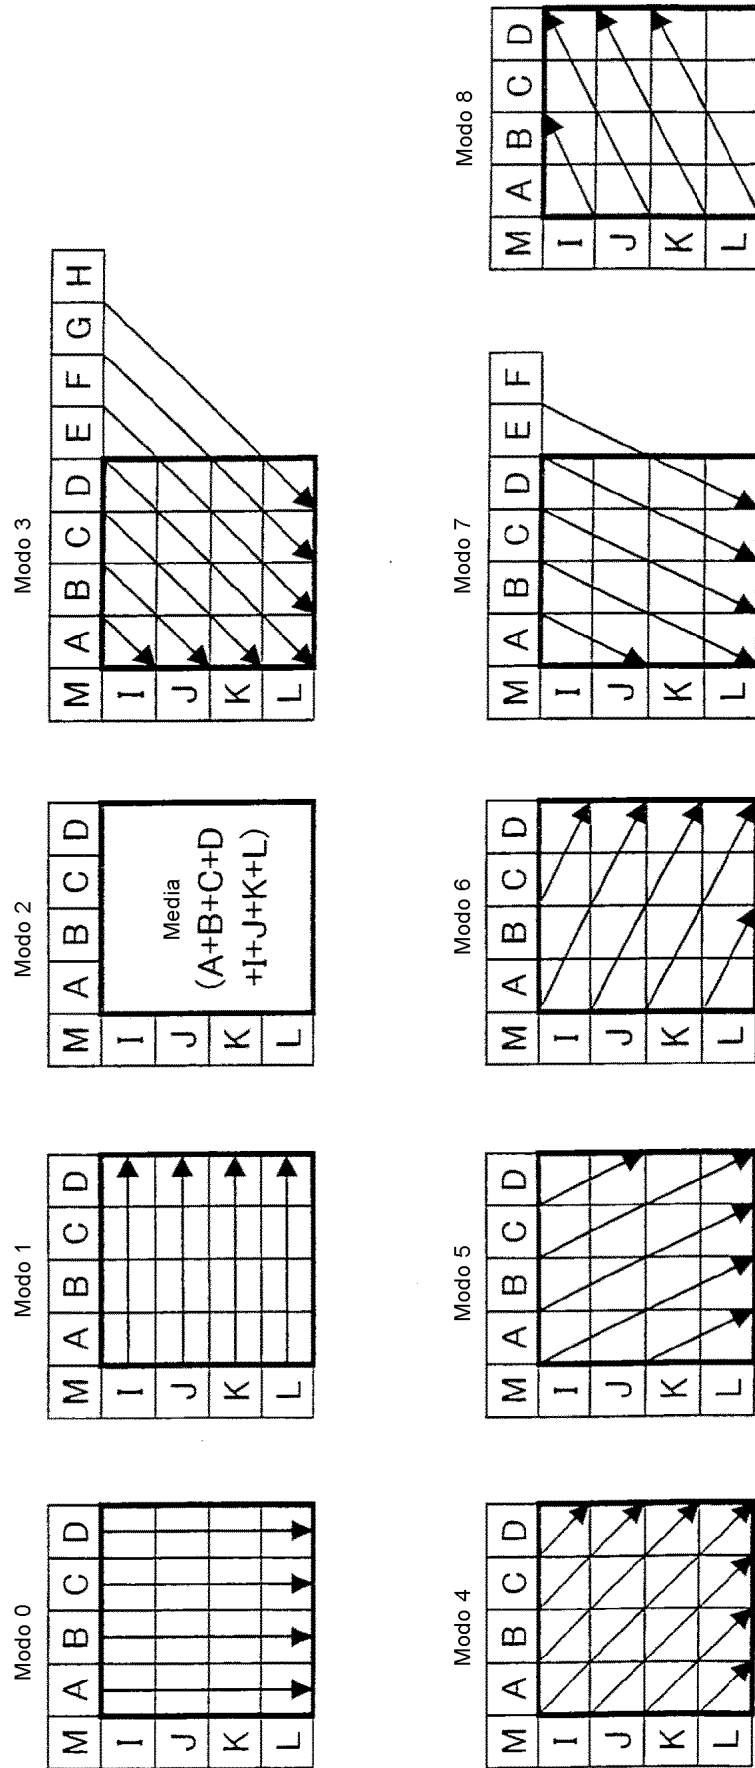 Modo 0
M A B C D
I
J
K
L
Modo 1
M A B C D
I
J
K
L
Modo 2
M A B C D
I
J
K
L
Media
(A+B+C+D
+I+J+K+L)
Modo 3
M A B C D E F G H
I
J
K
L
Modo 4
M A B C D
I
J
K
L
Modo 5
M A B C D
I
J
K
L
Modo 6
M A B C D
I
J
K
L
Modo 7
M A B C D E F
I
J
K
L
Modo 8
M A B C D
I
J
K
L